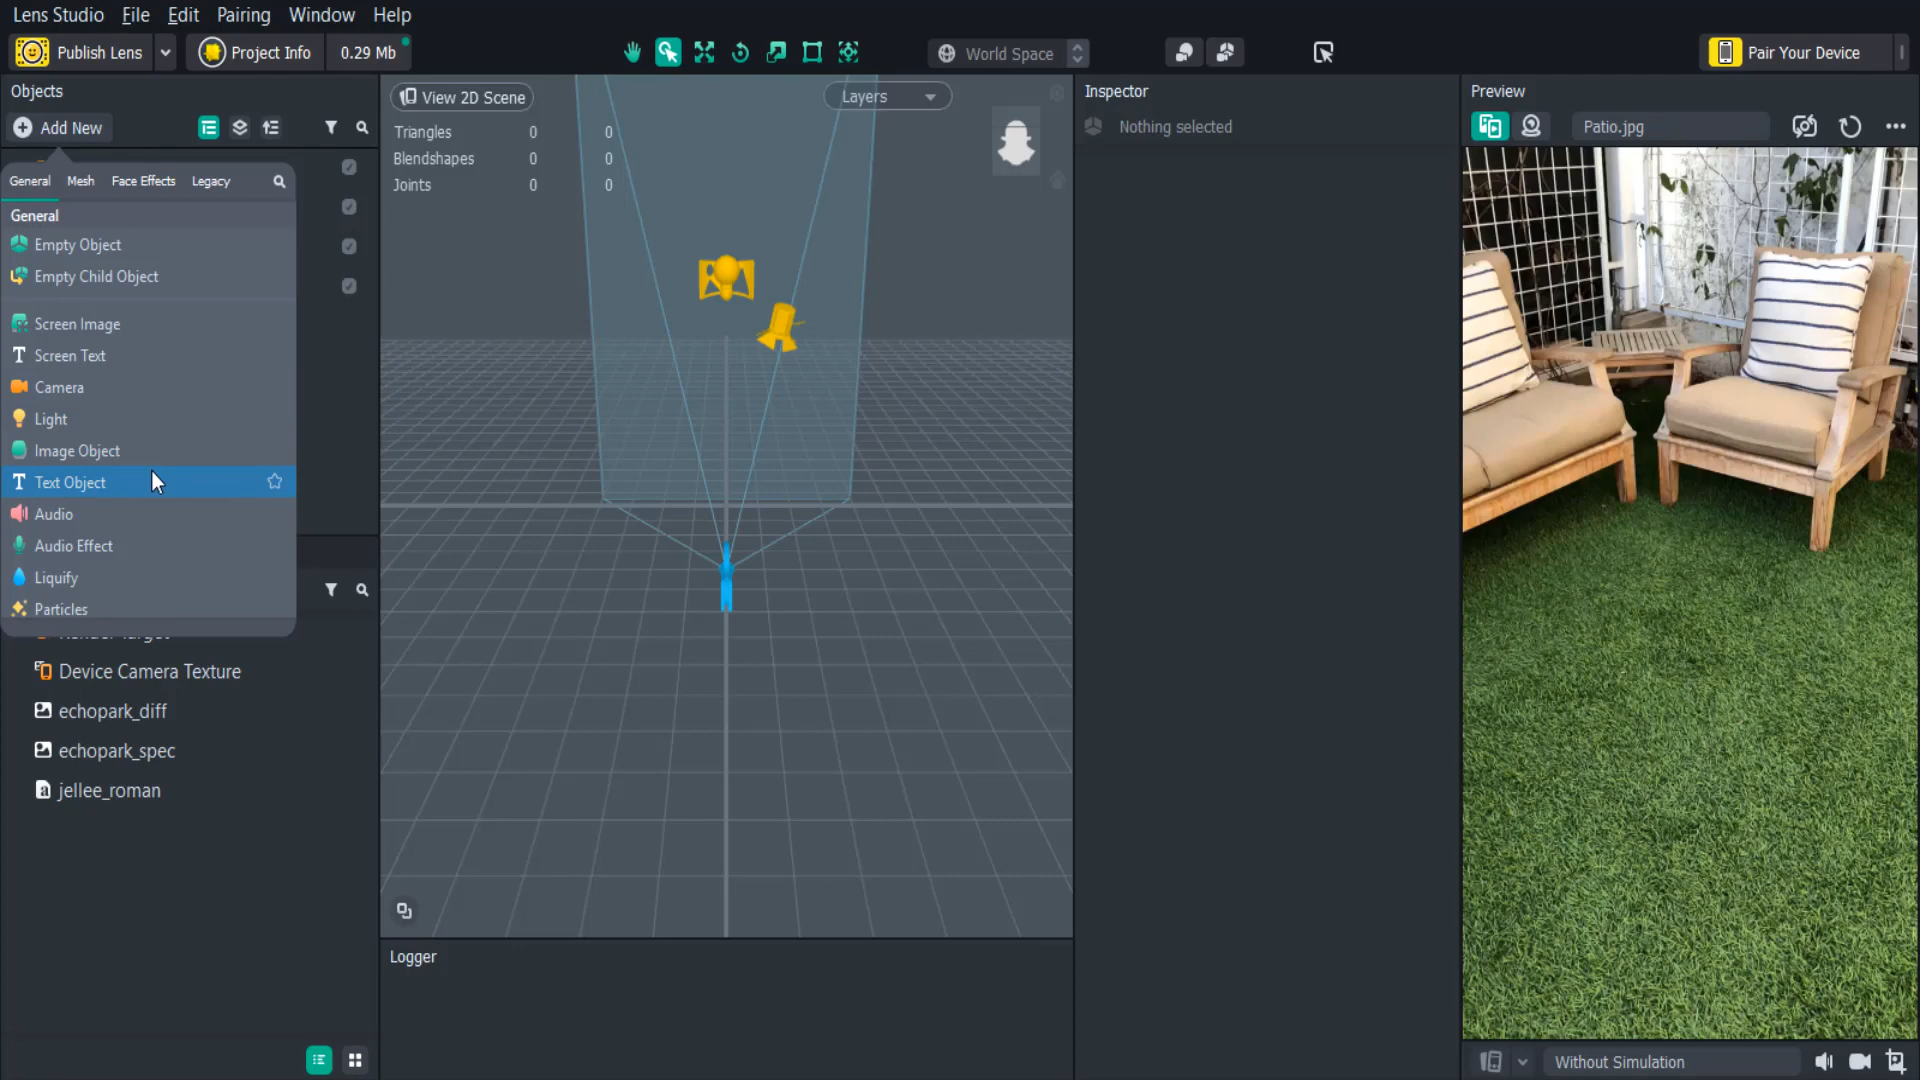 Lens Studio File Edit Pairing Window Help
Publish Lens Project Info 0.29 Mb World Space Pair Your Device
Objects
Add New
General Mesh Face Effects Legacy
General
Empty Object
Empty Child Object
Screen Image
Screen Text
Camera
Light
Image Object
Text Object
Audio
Audio Effect
Liquify
Particles
Device Camera Texture
echopark_diff
echopark_spec
jellee_roman
View 2D Scene Layers
Triangles 0 0
Blendshapes 0 0
Joints 0 0
Logger
Inspector
Nothing selected
Preview
Patio.jpg
Without Simulation